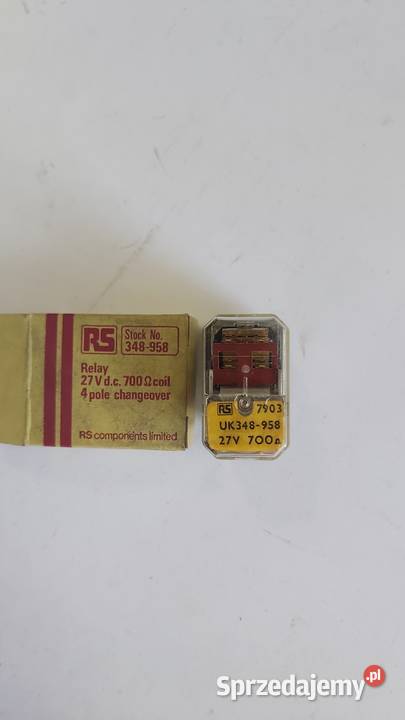 RS
Stock No.
348-958
Relay
27V d.c. 700Ω coil
4 pole changeover
RS components limited
RS 7903
UK348-958
27V 700Ω
Sprzedajemy.pl